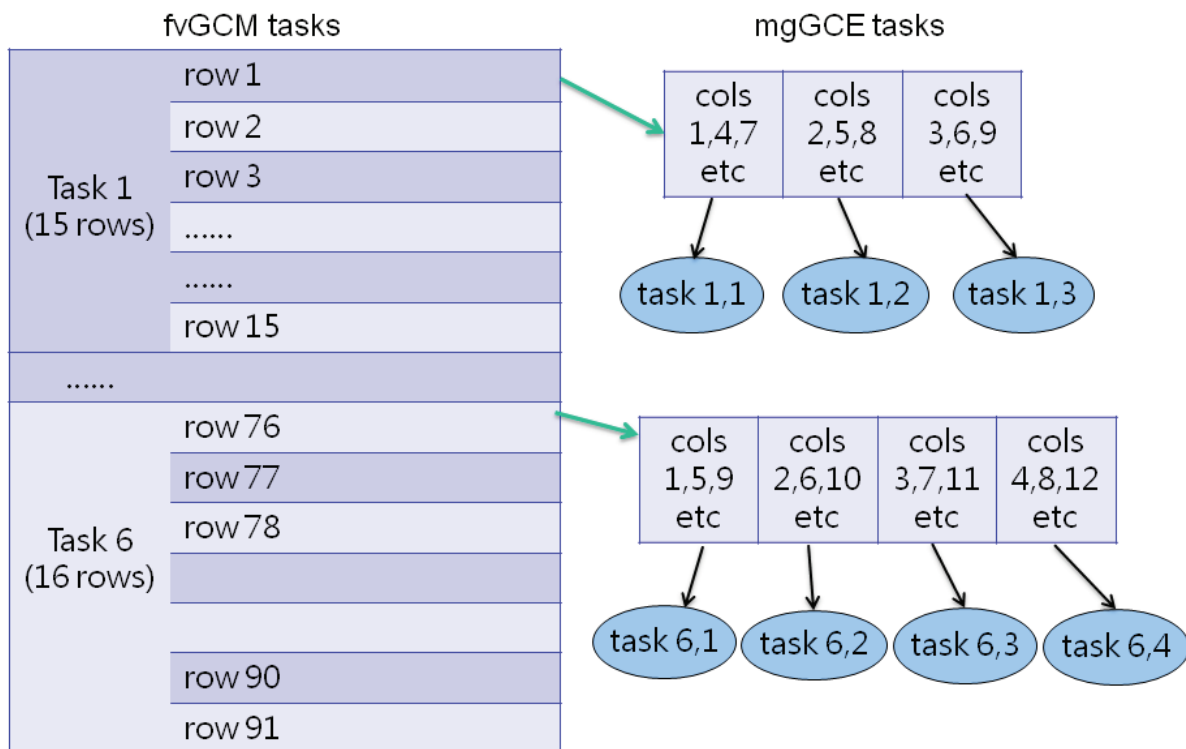 fvGCM tasks
mgGCE tasks
Task 1
(15 rows)
row 1
row 2
row 3
......
......
row 15
......
Task 6
(16 rows)
row 76
row 77
row 78
row 90
row 91
cols
1,4,7
etc
cols
2,5,8
etc
cols
3,6,9
etc
task 1,1
task 1,2
task 1,3
cols
1,5,9
etc
cols
2,6,10
etc
cols
3,7,11
etc
cols
4,8,12
etc
task 6,1
task 6,2
task 6,3
task 6,4